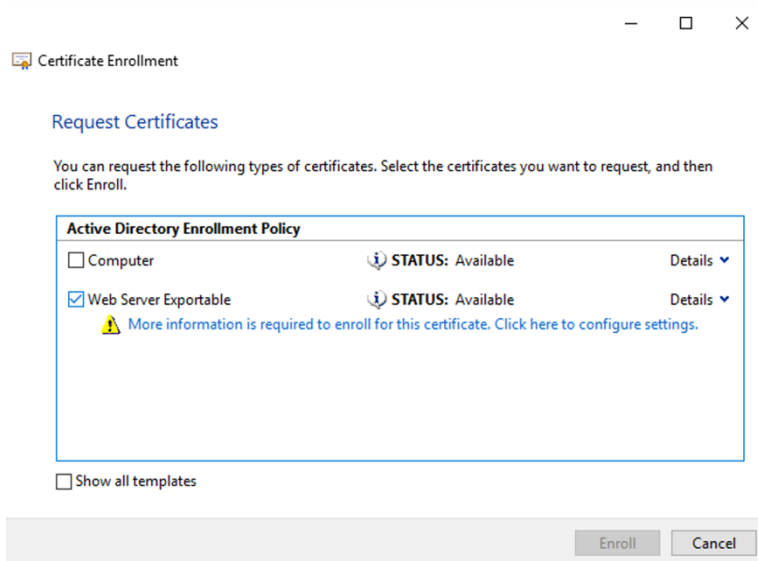 Certificate Enrollment
Request Certificates
You can request the following types of certificates. Select the certificates you want to request, and then
click Enroll.
Active Directory Enrollment Policy
Computer STATUS: Available Details
Web Server Exportable STATUS: Available Details
More information is required to enroll for this certificate. Click here to configure settings.
Show all templates
Enroll Cancel